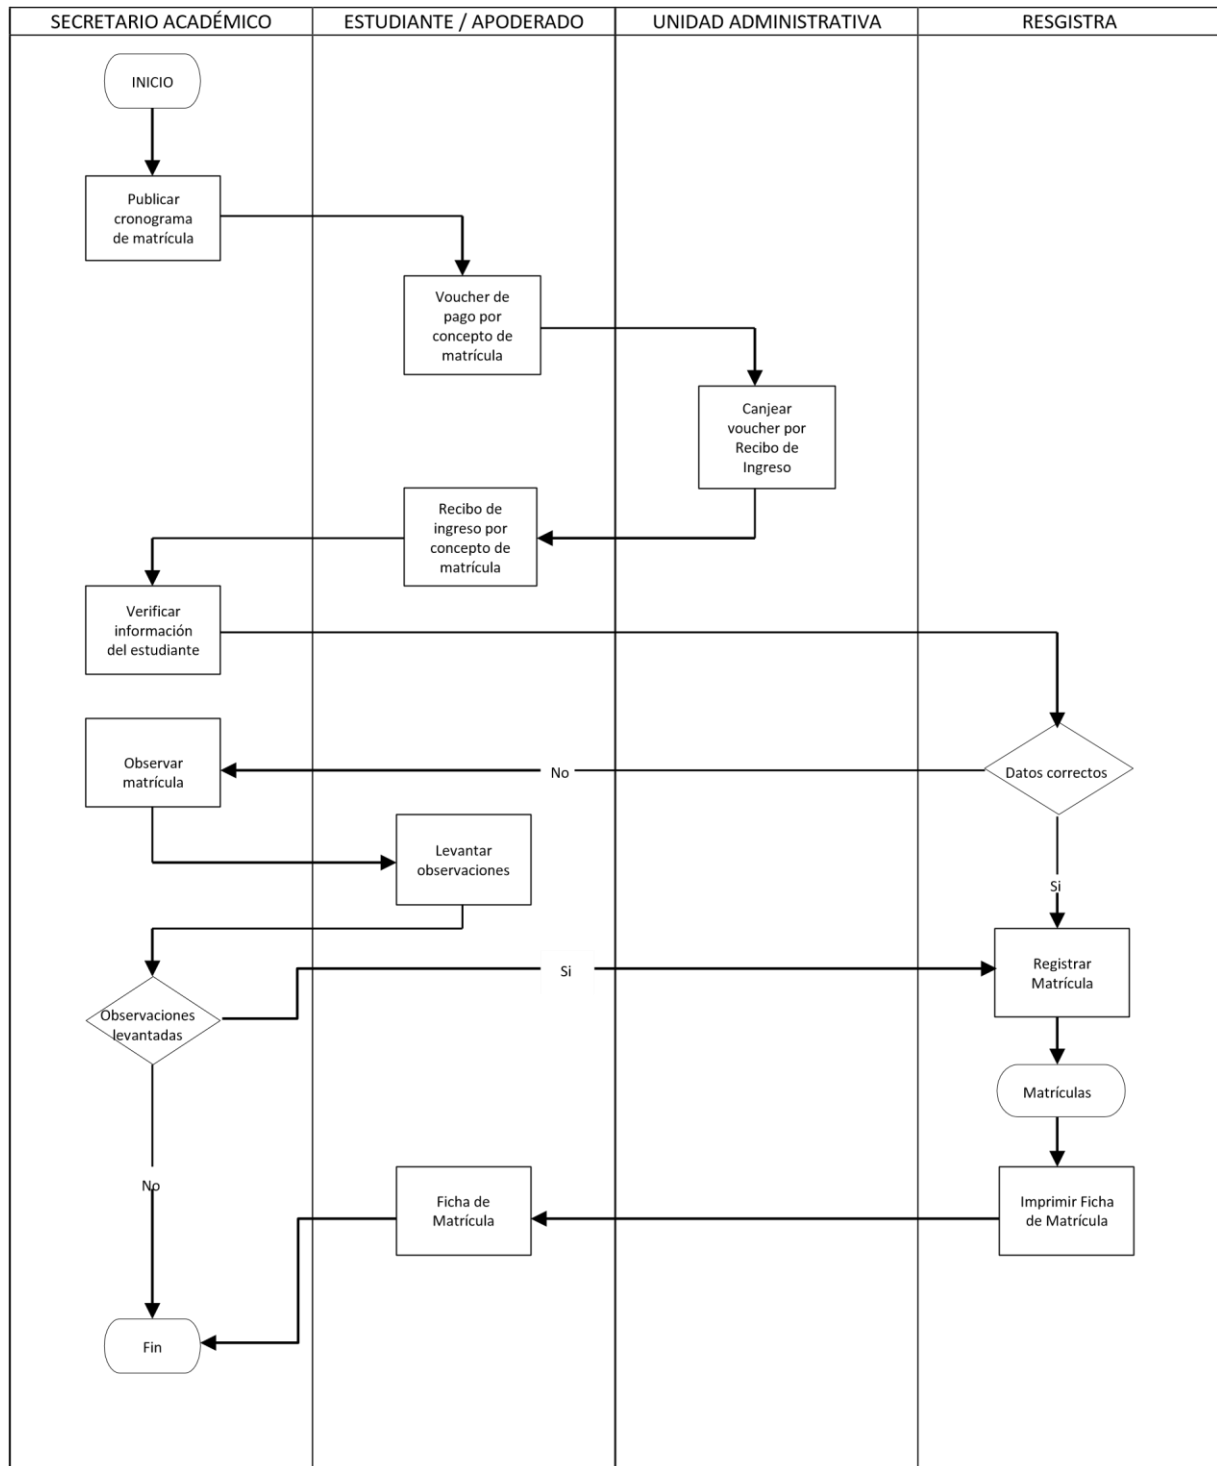 SECRETARIO ACADÉMICO
ESTUDIANTE / APODERADO
UNIDAD ADMINISTRATIVA
RESGISTRA
INICIO
Publicar
cronograma
de matrícula
Voucher de
pago por
concepto de
matrícula
Canjear
voucher por
Recibo de
Ingreso
Recibo de
ingreso por
concepto de
matrícula
Verificar
información
del estudiante
Datos correctos
No
Observar
matrícula
Levantar
observaciones
Si
Observaciones
levantadas
Si
Registrar
Matrícula
Matrículas
No
Imprimir Ficha
de Matrícula
Ficha de
Matrícula
Fin